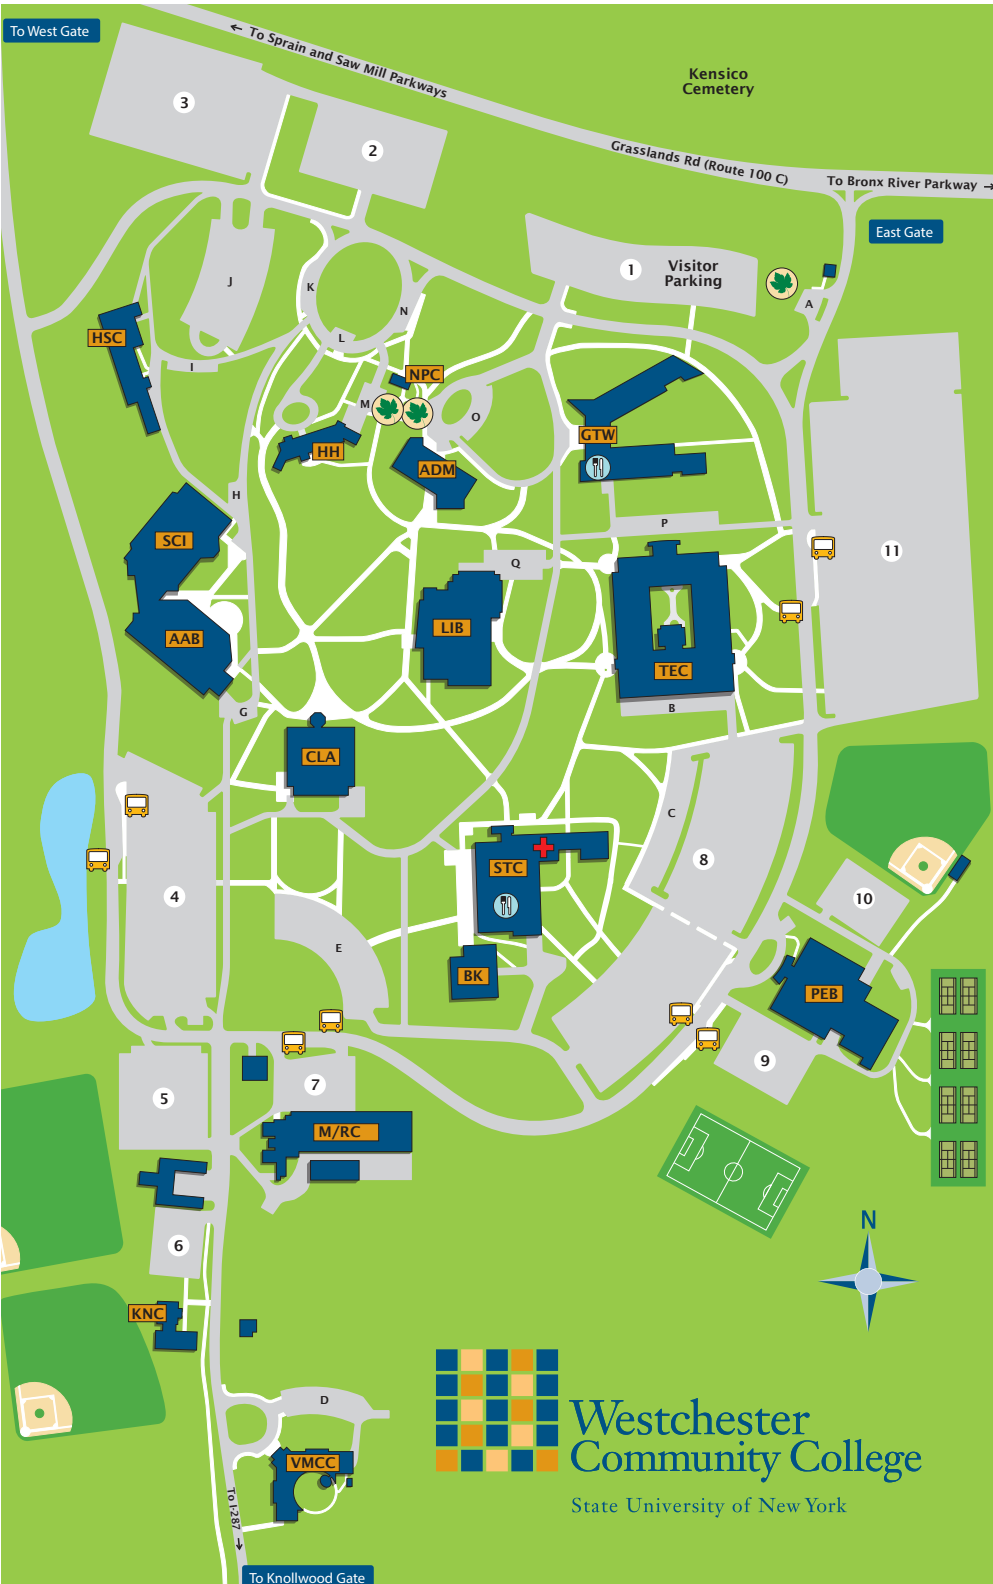 To West Gate
← To Sprain and Saw Mill Parkways
Kensico
Cemetery
3
2
Grasslands Rd (Route 100 C)
To Bronx River Parkway →
East Gate
1
Visitor
Parking
A
J
K
N
L
HSC
I
NPC
M
O
GTW
HH
ADM
H
P
SCI
Q
11
LIB
AAB
TEC
G
B
CLA
C
8
STC
4
10
E
BK
PEB
9
7
5
M/RC
6
N
KNC
D
VMCC
To I-287 →
To Knollwood Gate
Westchester
Community College
State University of New York